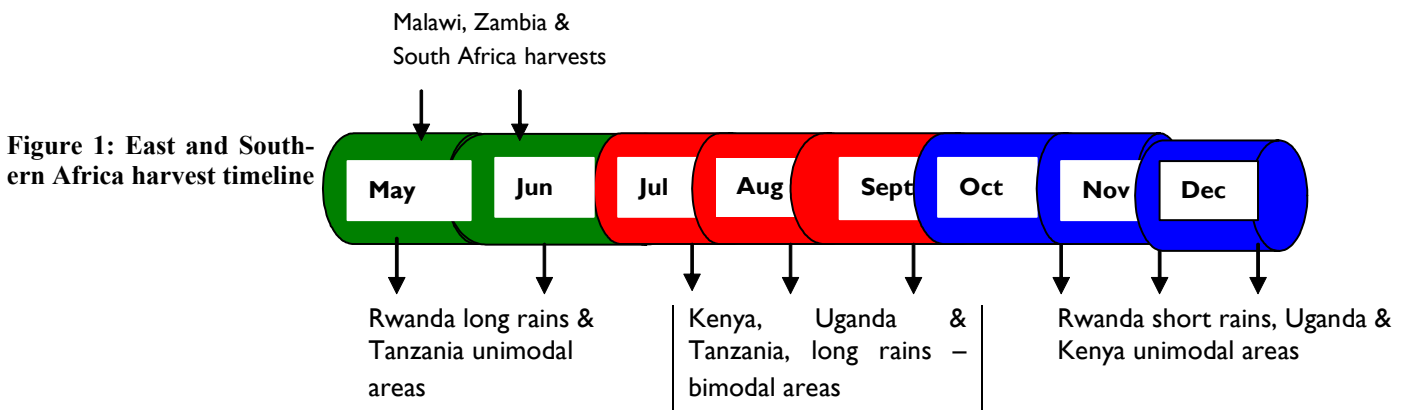 Malawi, Zambia &
South Africa harvests
Figure 1: East and South-
ern Africa harvest timeline
May
Jun
Jul
Aug
Sept
Oct
Nov
Dec
Rwanda long rains &
Tanzania unimodal
areas
Kenya, Uganda &
Tanzania, long rains –
bimodal areas
Rwanda short rains, Uganda &
Kenya unimodal areas